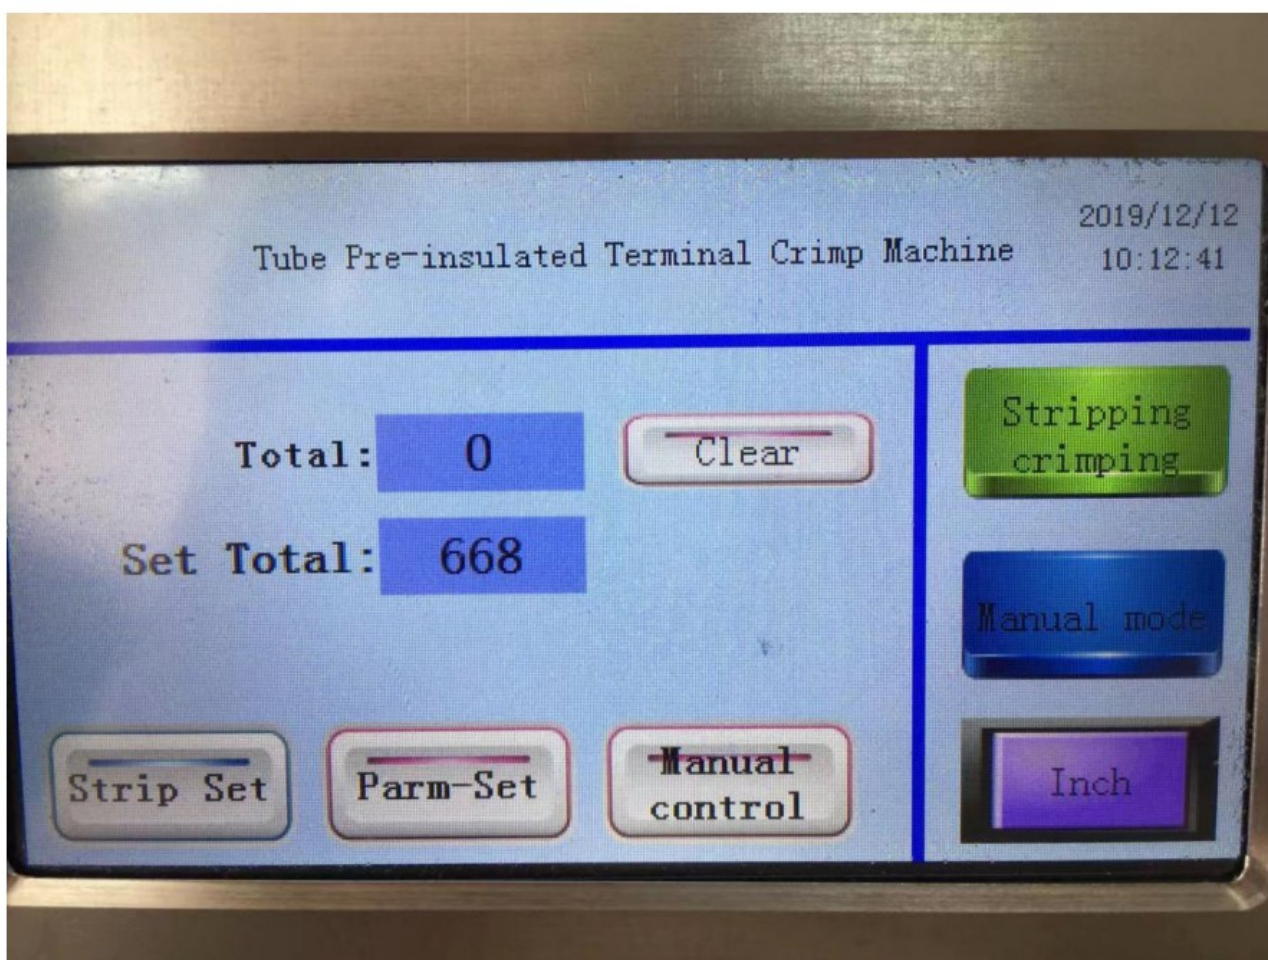 2019/12/12
Tube Pre-insulated Terminal Crimp Machine
10:12:41
Total: 0
Clear
Set Total: 668
Stripping
crimping
Manual mode
Strip Set
Parm-Set
Manual
control
Inch